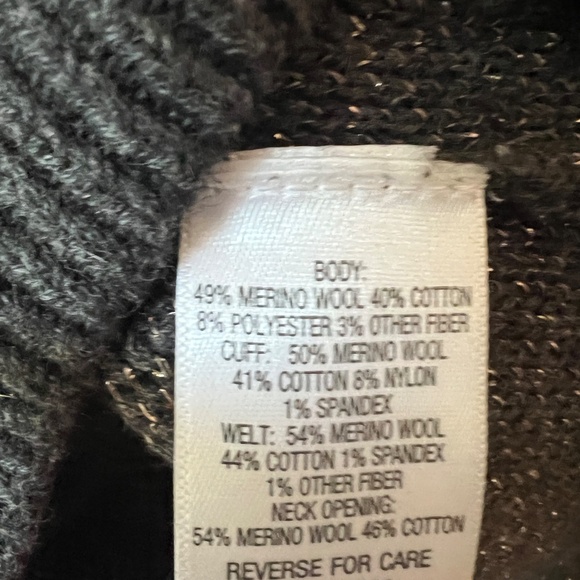 BODY:
49% MERINO WOOL 40% COTTON
8% POLYESTER 3% OTHER FIBER
CUFF: 50% MERINO WOOL
41% COTTON 8% NYLON
1% SPANDEX
WELT: 54% MERINO WOOL
44% COTTON 1% SPANDEX
1% OTHER FIBER
NECK OPENING:
54% MERINO WOOL 46% COTTON
REVERSE FOR CARE